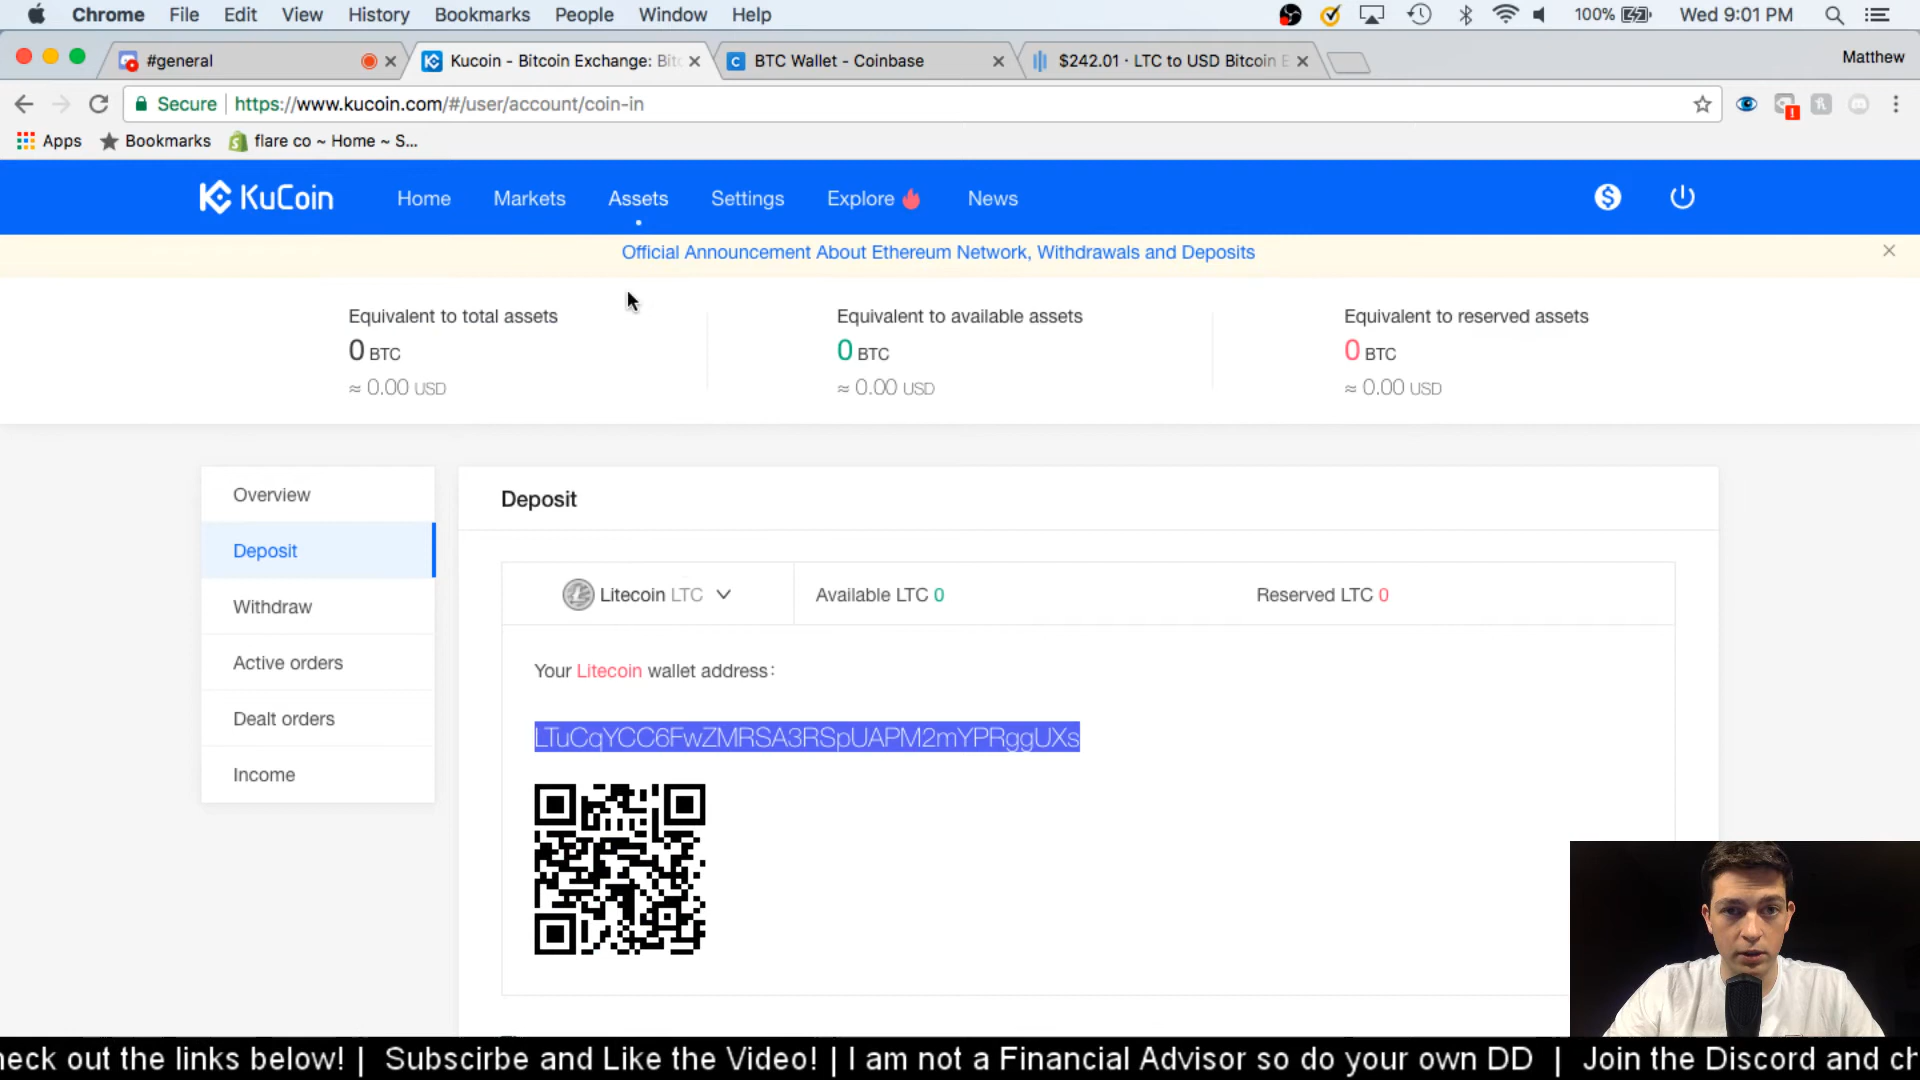 Chrome File Edit View History Bookmarks People Window Help 100% Wed 9:01 PM
#general Kucoin - Bitcoin Exchange: Bitc BTC Wallet - Coinbase $242.01 · LTC to USD Bitcoin E Matthew
Secure https://www.kucoin.com/#/user/account/coin-in
Apps Bookmarks flare co ~ Home ~ S...
KuCoin Home Markets Assets Settings Explore News
Official Announcement About Ethereum Network, Withdrawals and Deposits
Equivalent to total assets Equivalent to available assets Equivalent to reserved assets
0 BTC 0 BTC 0 BTC
≈ 0.00 USD ≈ 0.00 USD ≈ 0.00 USD
Overview
Deposit
Withdraw
Active orders
Dealt orders
Income
Deposit
Litecoin LTC Available LTC 0 Reserved LTC 0
Your Litecoin wallet address:
LTuCqYCC6FwZMRSA3RSpUAPM2mYPRggUXs
heck out the links below! | Subscirbe and Like the Video! | I am not a Financial Advisor so do your own DD | Join the Discord and ch